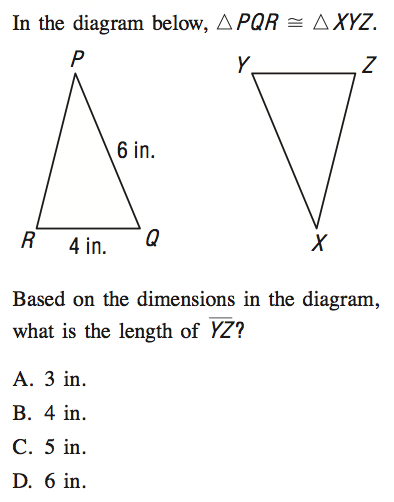 In the diagram below, △PQR ≅ △XYZ.
P
Y
Z
6 in.
R
4 in.
Q
X
Based on the dimensions in the diagram,
what is the length of Y͞Z?
A. 3 in.
B. 4 in.
C. 5 in.
D. 6 in.